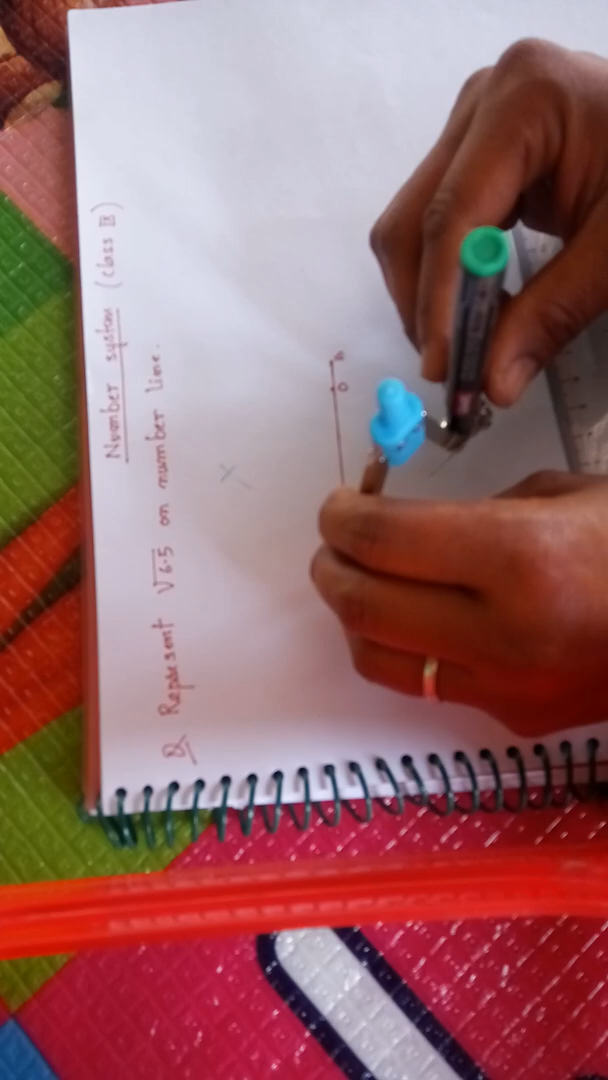 Number system (class IX)
Q Represent √6.5 on number line.